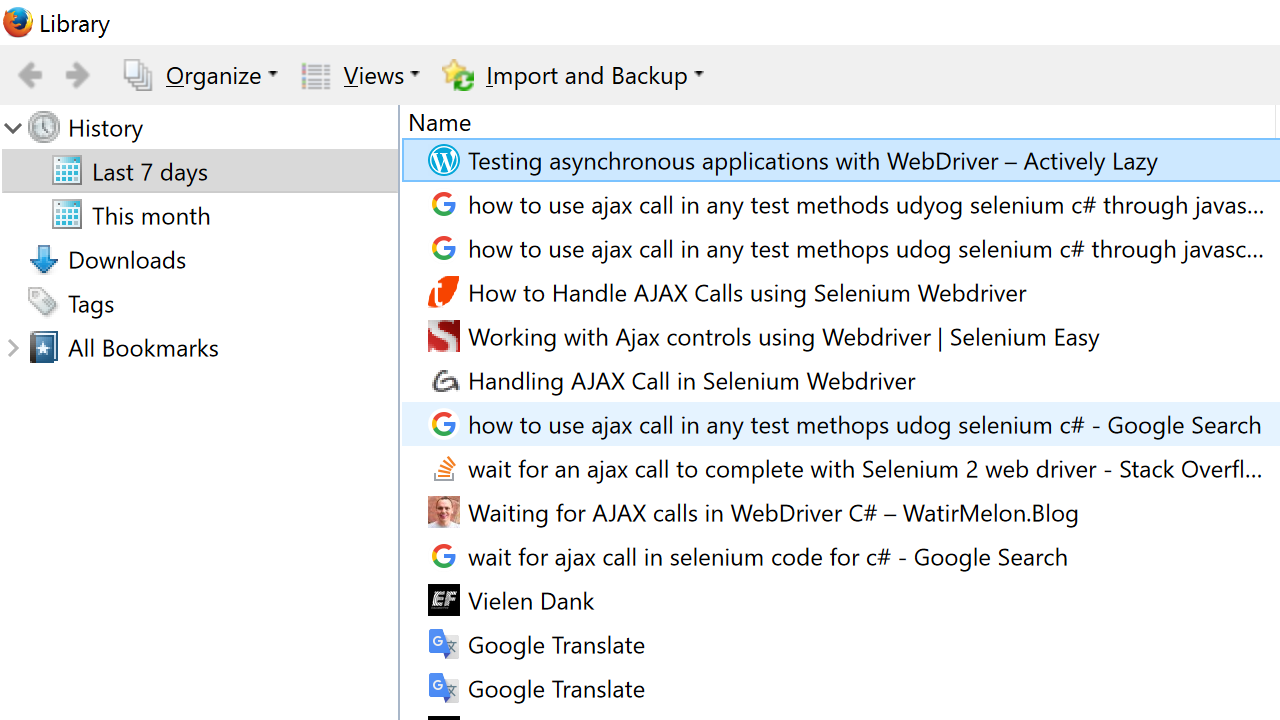 Library
Organize Views Import and Backup
History
Last 7 days
This month
Downloads
Tags
All Bookmarks
Name
Testing asynchronous applications with WebDriver – Actively Lazy
how to use ajax call in any test methods udyog selenium c# through javas...
how to use ajax call in any test methops udog selenium c# through javasc...
How to Handle AJAX Calls using Selenium Webdriver
Working with Ajax controls using Webdriver | Selenium Easy
Handling AJAX Call in Selenium Webdriver
how to use ajax call in any test methops udog selenium c# - Google Search
wait for an ajax call to complete with Selenium 2 web driver - Stack Overfl...
Waiting for AJAX calls in WebDriver C# – WatirMelon.Blog
wait for ajax call in selenium code for c# - Google Search
Vielen Dank
Google Translate
Google Translate